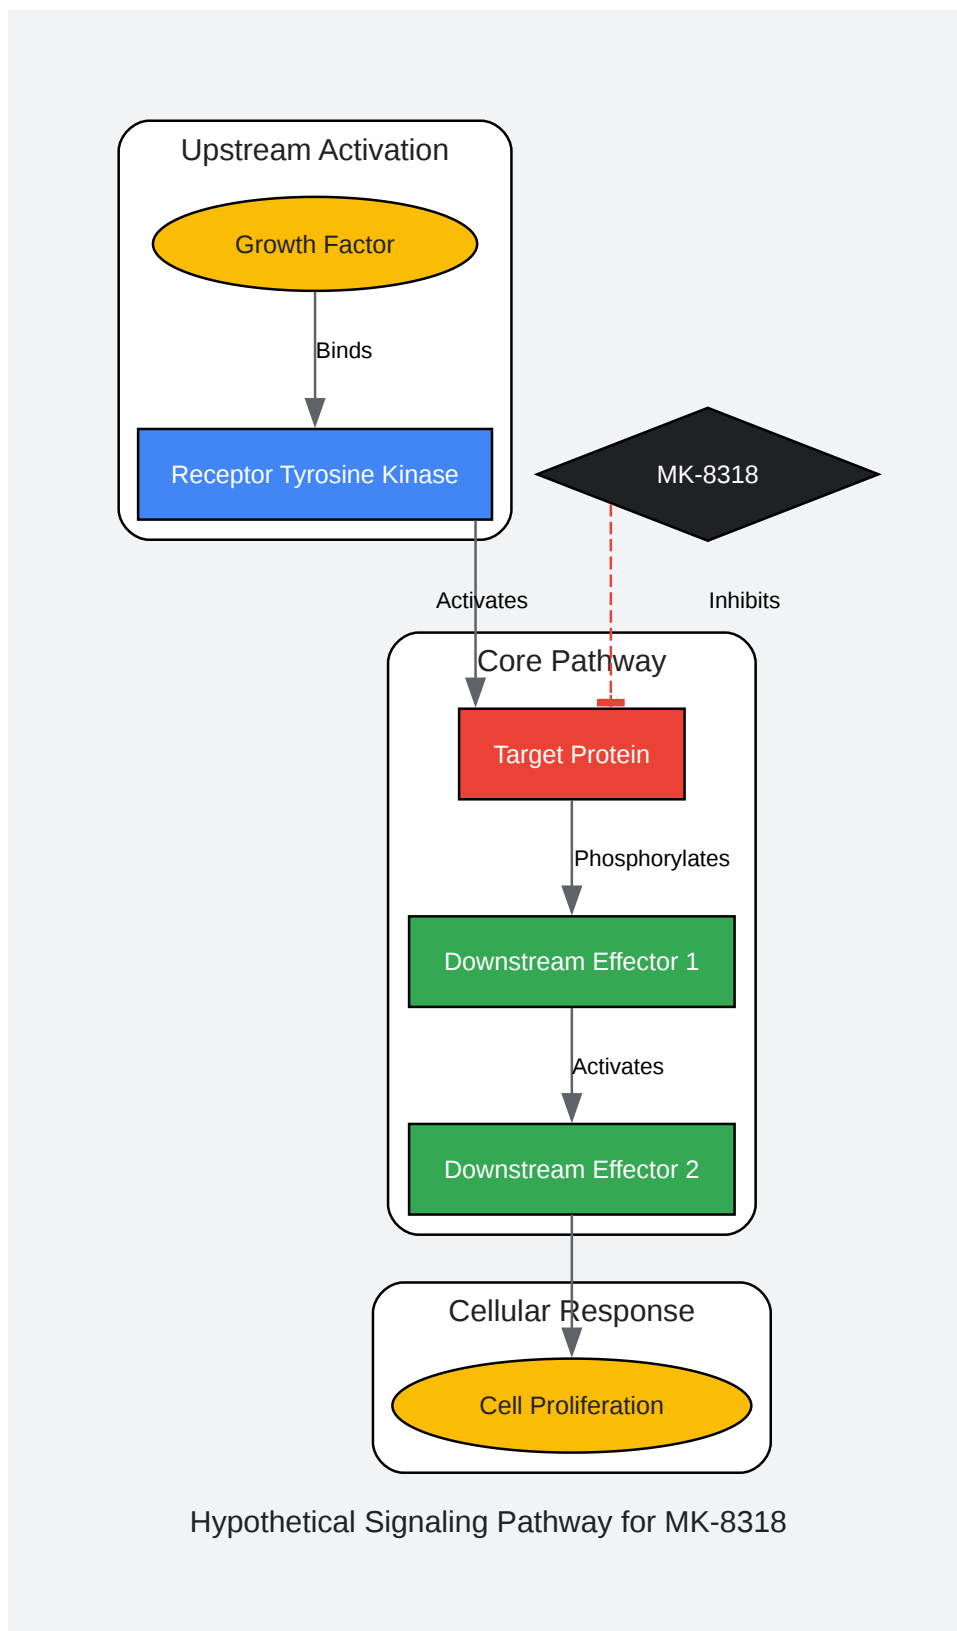 Upstream Activation
Growth Factor
Binds
Receptor Tyrosine Kinase
MK-8318
Activates
Inhibits
Core Pathway
Target Protein
Phosphorylates
Downstream Effector 1
Activates
Downstream Effector 2
Cellular Response
Cell Proliferation
Hypothetical Signaling Pathway for MK-8318